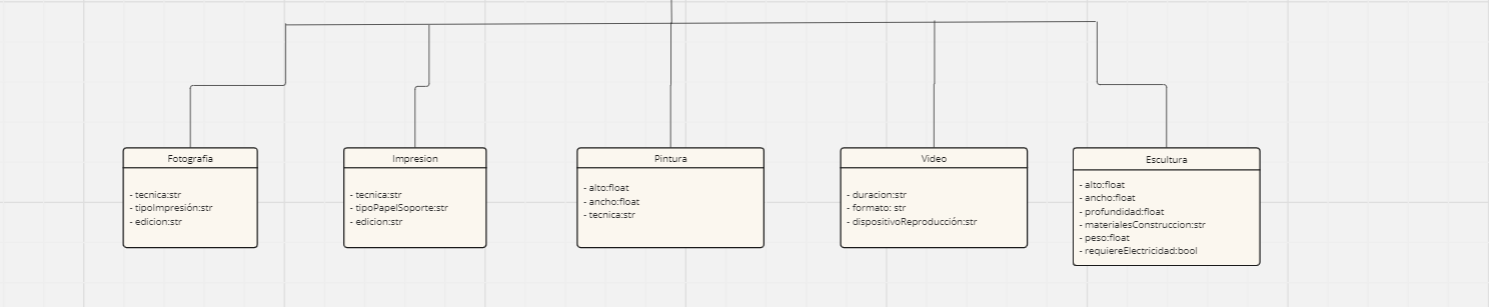 Fotografia
- tecnica:str
- tipoImpresión:str
- edicion:str
Impresion
- tecnica:str
- tipoPapelSoporte:str
- edicion:str
Pintura
- alto:float
- ancho:float
- tecnica:str
Video
- duracion:str
- formato: str
- dispositivoReproducción:str
Escultura
- alto:float
- ancho:float
- profundidad:float
- materialesConstruccion:str
- peso:float
- requiereElectricidad:bool